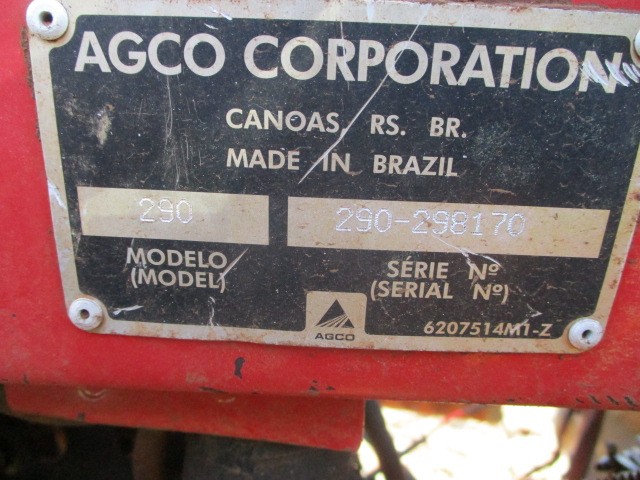 AGCO CORPORATION
CANOAS, RS. BR.
MADE IN BRAZIL
290
290-298170
MODELO
(MODEL)
SÉRIE Nº
(SERIAL Nº)
AGCO
6207514M1-Z